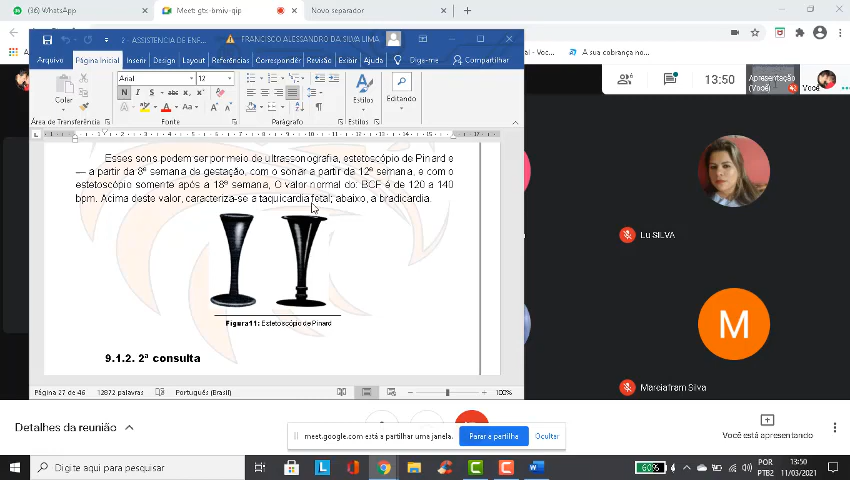 (36) WhatsApp
Meet: gtx-bmiv-qip
Novo separador
2 - ASSISTENCIA DE ENF...
FRANCISCO ALESSANDRO DA SILVA LIMA
Arquivo
Página Inicial
Inserir
Design
Layout
Referências
Correspondêr
Revisão
Exibir
Ajuda
Diga-me
Compartilhar
A sua cobrança no...
Colar
Arial
12
N
I
S
Estilos
Editando
Área de Transf...
Fonte
Parágrafo
Estilos
Esses sons podem ser por meio de ultrassonografia, estetoscópio de Pinard e
— a partir da 8ª semana de gestação, com o sonar a partir da 12ª semana, e com o
estetoscópio somente após a 18ª semana, O valor normal do: BCF é de 120 a 140
bpm. Acima deste valor, caracteriza-se a taquicardia fetal; abaixo, a bradicardia.
Figura11: Estetoscópio de Pinard
9.1.2. 2ª consulta
Página 27 de 46
12872 palavras
Português (Brasil)
100%
13:50
Apresentação
(Você)
Você
Lu SILVA
M
Marciafram Silva
Detalhes da reunião
meet.google.com está a partilhar uma janela.
Parar a partilha
Ocultar
Você está apresentando
Digite aqui para pesquisar
60%
POR
PTB2
13:50
11/03/2021